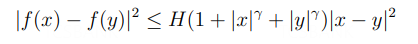 |f(x) − f(y)|² ≤ H(1 + |x|^γ + |y|^γ)|x − y|²